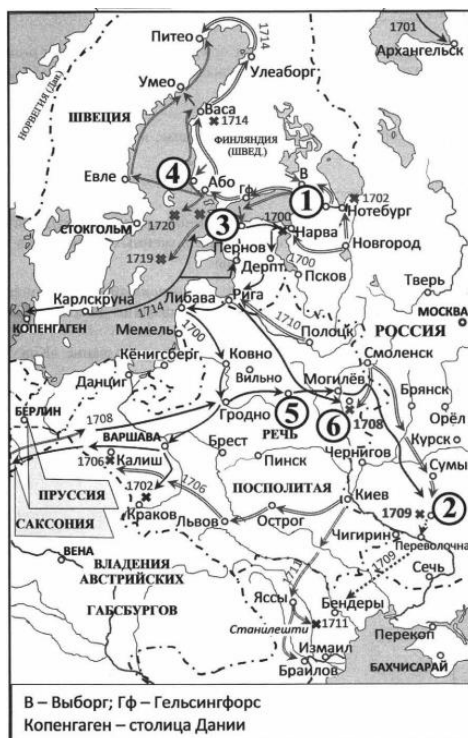 1701
Архангельск
Питео
1714
Улеаборг
НОРВЕГИЯ (Дан.)
Умео
Васа
1714
ШВЕЦИЯ
ФИНЛЯНДИЯ
(ШВЕД.)
4
Евле
Або
Гф
В
1
1702
Нотебург
1720
3
1700
СТОКГОЛЬМ
Нарва
Новгород
1719
Пернов
1700
Дерпт
Псков
Тверь
Карлскруна
1714
КОПЕНГАГЕН
Либава
Рига
МОСКВА
1710
Полоцк
РОССИЯ
Мемель
1700
Смоленск
Кёнигсберг
Ковно
Вильно
Могилёв
Данциг
Брянск
БЕРЛИН
1708
Гродно
5
6
1708
Орёл
РЕЧЬ
Курск
ВАРШАВА
Брест
Чернигов
1706
Калиш
Пинск
Сумы
ПРУССИЯ
1702
1706
ПОСПОЛИТАЯ
Киев
1709
2
САКСОНИЯ
Краков
Львов
Острог
Чигирин
Переволочна
ВЕНА
1711
1709
Сечь
ВЛАДЕНИЯ
АВСТРИЙСКИХ
ГАБСБУРГОВ
Яссы
Бендеры
Станилешти
1711
Перекоп
Измаил
Браилов
БАХЧИСАРАЙ
В – Выборг; Гф – Гельсингфорс
Копенгаген – столица Дании